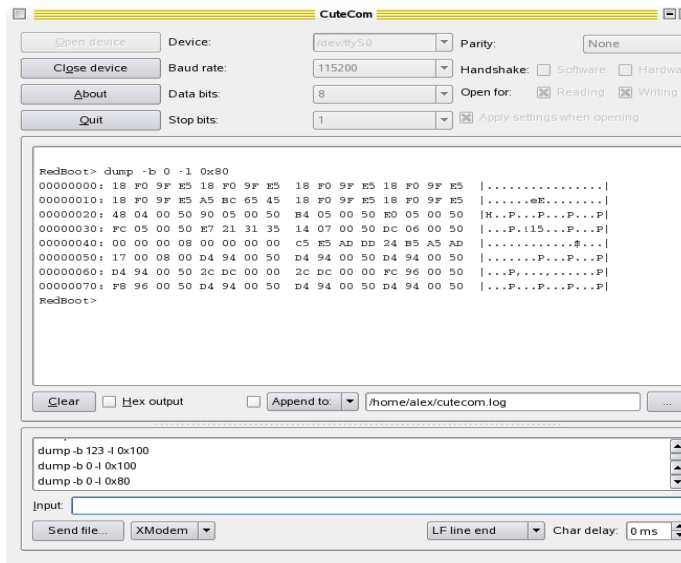 CuteCom
Open device Device: /dev/ttyS0 Parity: None
Close device Baud rate: 115200 Handshake: Software Hardwa
About Data bits: 8 Open for: Reading Writing
Quit Stop bits: 1 Apply settings when opening
RedBoot> dump -b 0 -l 0x80
00000000: 18 F0 9F E5 18 F0 9F E5 18 F0 9F E5 18 F0 9F E5 |................|
00000010: 18 F0 9F E5 A5 BC 65 45 18 F0 9F E5 18 F0 9F E5 |......eE........|
00000020: 48 04 00 50 90 05 00 50 B4 05 00 50 E0 05 00 50 |H..P...P...P...P|
00000030: FC 05 00 50 E7 21 31 35 14 07 00 50 DC 06 00 50 |...P.!15...P...P|
00000040: 00 00 00 08 00 00 00 00 C5 E5 AD DD 24 B5 A5 AD |............$...|
00000050: 17 00 08 00 D4 94 00 50 D4 94 00 50 D4 94 00 50 |.......P...P...P|
00000060: D4 94 00 50 2C DC 00 00 2C DC 00 00 FC 96 00 50 |...P,...,......P|
00000070: F8 96 00 50 D4 94 00 50 D4 94 00 50 D4 94 00 50 |...P...P...P...P|
RedBoot>
Clear Hex output Append to: /home/alex/cutecom.log ...
dump -b 123 -l 0x100
dump -b 0 -l 0x100
dump -b 0 -l 0x80
Input:
Send file... XModem LF line end Char delay: 0 ms